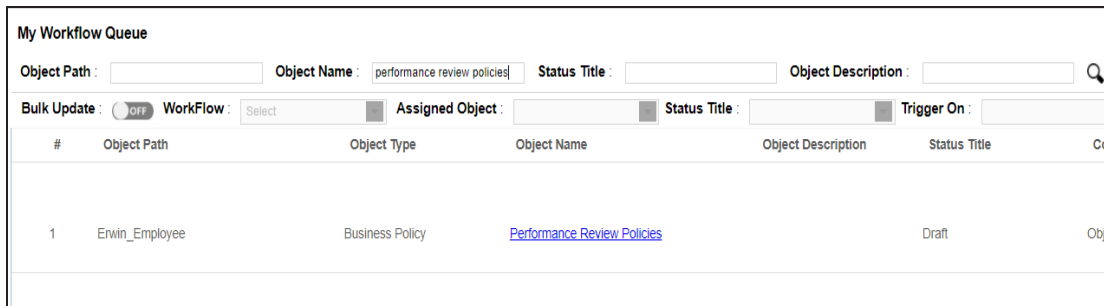 My Workflow Queue
Object Path : Object Name : performance review policies Status Title : Object Description :
Bulk Update : OFF WorkFlow : Select Assigned Object : Status Title : Trigger On :
# Object Path Object Type Object Name Object Description Status Title Co
1 Erwin_Employee Business Policy Performance Review Policies Draft Obj